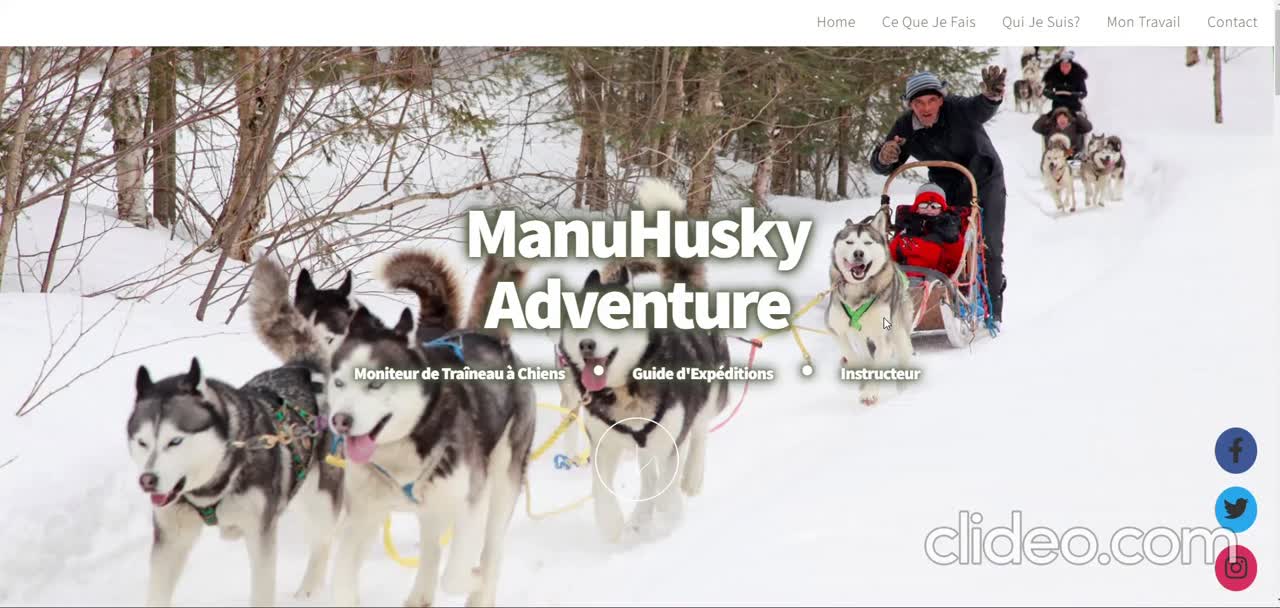 Home Ce Que Je Fais Qui Je Suis? Mon Travail Contact
ManuHusky
Adventure
Moniteur de Traîneau à Chiens Guide d'Expéditions Instructeur
clideo.com